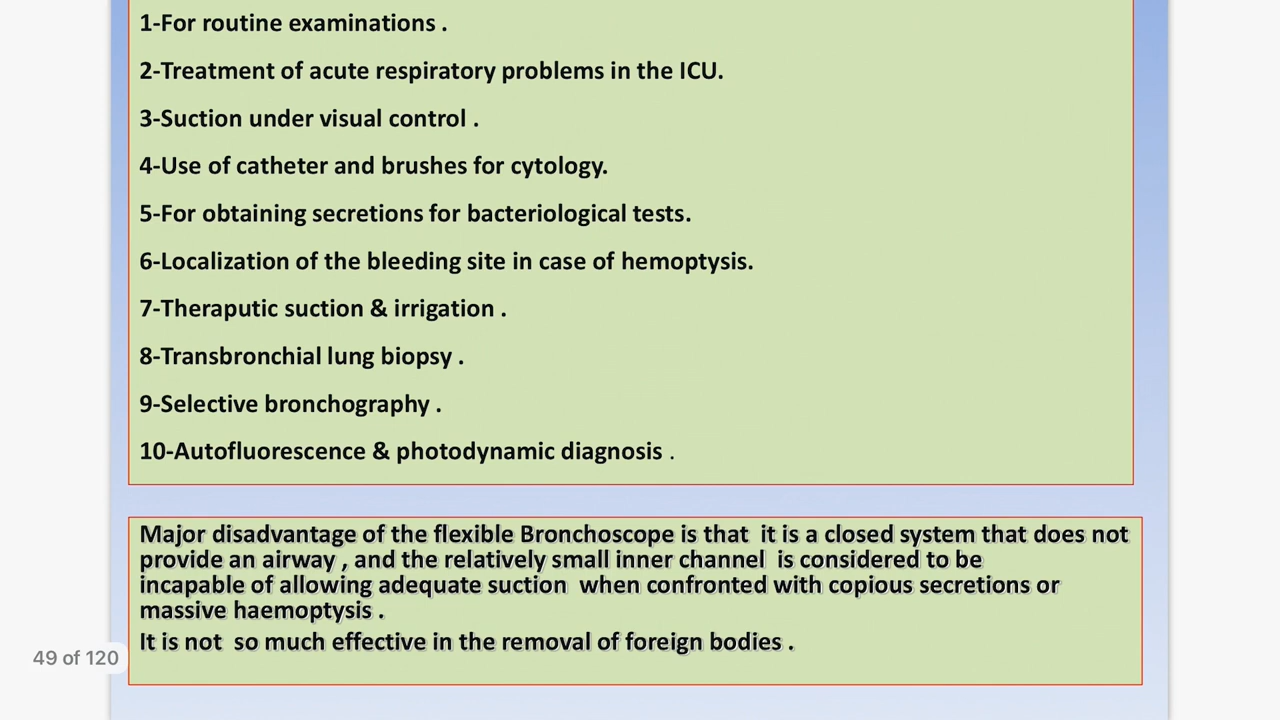 1-For routine examinations .
2-Treatment of acute respiratory problems in the ICU.
3-Suction under visual control .
4-Use of catheter and brushes for cytology.
5-For obtaining secretions for bacteriological tests.
6-Localization of the bleeding site in case of hemoptysis.
7-Theraputic suction & irrigation .
8-Transbronchial lung biopsy .
9-Selective bronchography .
10-Autofluorescence & photodynamic diagnosis .
Major disadvantage of the flexible Bronchoscope is that it is a closed system that does not
provide an airway , and the relatively small inner channel is considered to be
incapable of allowing adequate suction when confronted with copious secretions or
massive haemoptysis .
It is not so much effective in the removal of foreign bodies .
49 of 120